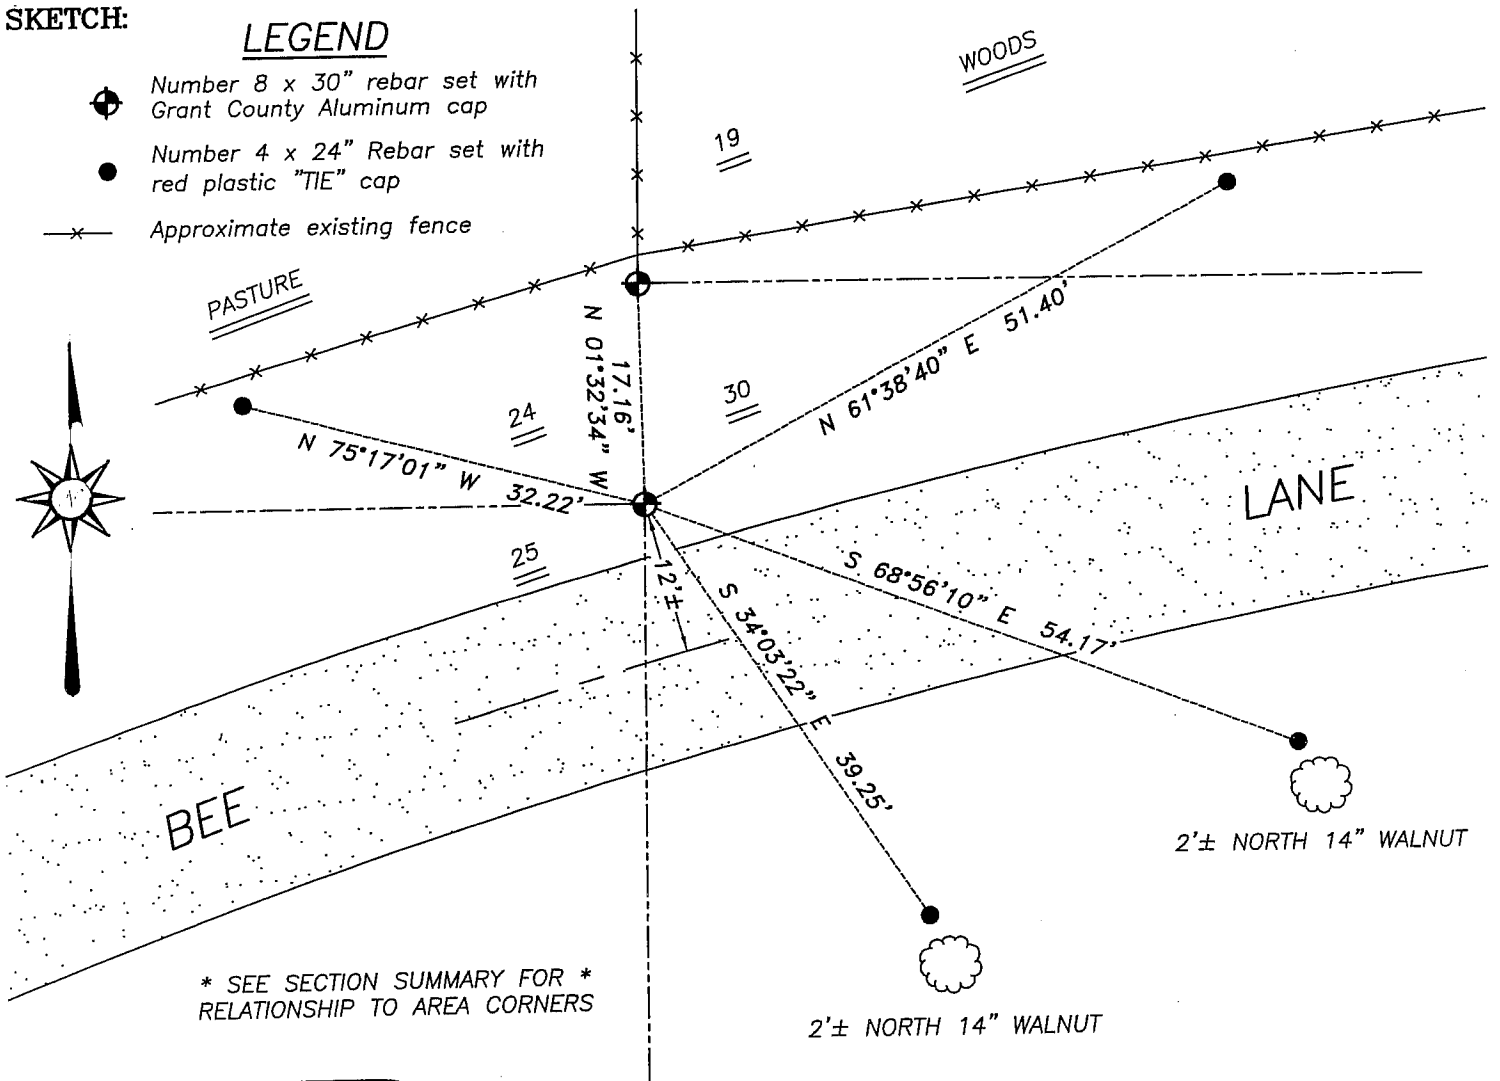 SKETCH:
LEGEND
Number 8 x 30" rebar set with
Grant County Aluminum cap
Number 4 x 24" Rebar set with
red plastic "TIE" cap
Approximate existing fence
WOODS
19
PASTURE
N 01°32'34" W
17.16'
N 61°38'40" E 51.40'
30
24
N 75°17'01" W 32.22'
25
12'±
LANE
S 68°56'10" E 54.17'
S 34°03'22" E 39.25'
BEE
2'± NORTH 14" WALNUT
* SEE SECTION SUMMARY FOR *
RELATIONSHIP TO AREA CORNERS
2'± NORTH 14" WALNUT